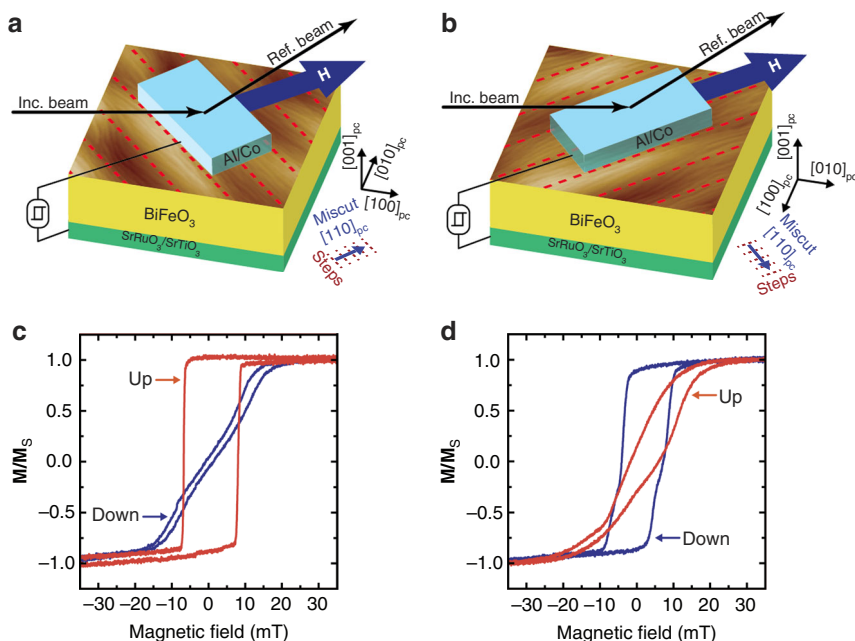 a
Inc. beam
Ref. beam
H
Al/Co
BiFeO3
SrRuO3/SrTiO3
[001]pc
[010]pc
[100]pc
Miscut
[110]pc
Steps
b
Inc. beam
Ref. beam
H
Al/Co
BiFeO3
SrRuO3/SrTiO3
[001]pc
[010]pc
[100]pc
Miscut
[110]pc
Steps
c
M/MS
1.0
0.5
0.0
−0.5
−1.0
Up
Down
−30 −20 −10 0 10 20 30
Magnetic field (mT)
d
M/MS
1.0
0.5
0.0
−0.5
−1.0
Up
Down
−30 −20 −10 0 10 20 30
Magnetic field (mT)